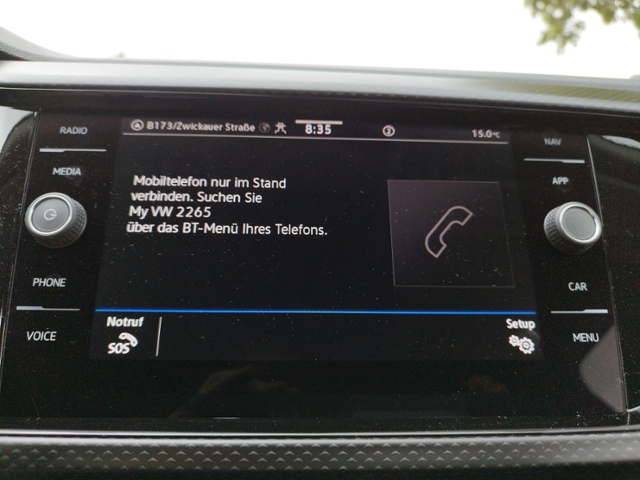 RADIO
MEDIA
PHONE
VOICE
B173/Zwickauer Straße
8:35
2
15.0°C
Mobiltelefon nur im Stand
verbinden. Suchen Sie
My VW 2265
über das BT-Menü Ihres Telefons.
Notruf
SOS
Setup
NAV
APP
CAR
MENU